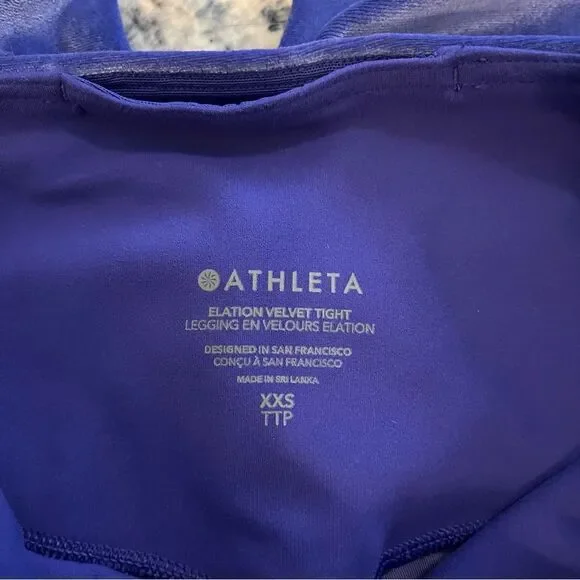 ATHLETA
ELATION VELVET TIGHT
LEGGING EN VELOURS ELATION
DESIGNED IN SAN FRANCISCO
CONÇU À SAN FRANCISCO
MADE IN SRI LANKA
XXS
TTP